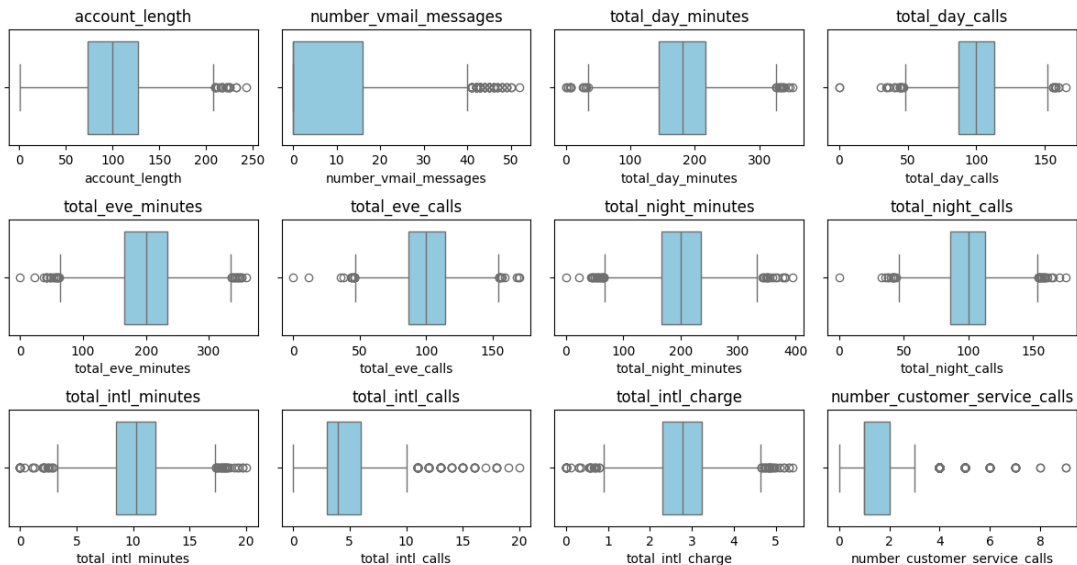 account_length
number_vmail_messages
total_day_minutes
total_day_calls
0 50 100 150 200 250
0 10 20 30 40 50
0 100 200 300
0 50 100 150
account_length
number_vmail_messages
total_day_minutes
total_day_calls
total_eve_minutes
total_eve_calls
total_night_minutes
total_night_calls
0 100 200 300
0 50 100 150
0 100 200 300 400
0 50 100 150
total_eve_minutes
total_eve_calls
total_night_minutes
total_night_calls
total_intl_minutes
total_intl_calls
total_intl_charge
number_customer_service_calls
0 5 10 15 20
0 5 10 15 20
0 1 2 3 4 5
0 2 4 6 8
total_intl_minutes
total_intl_calls
total_intl_charge
number_customer_service_calls